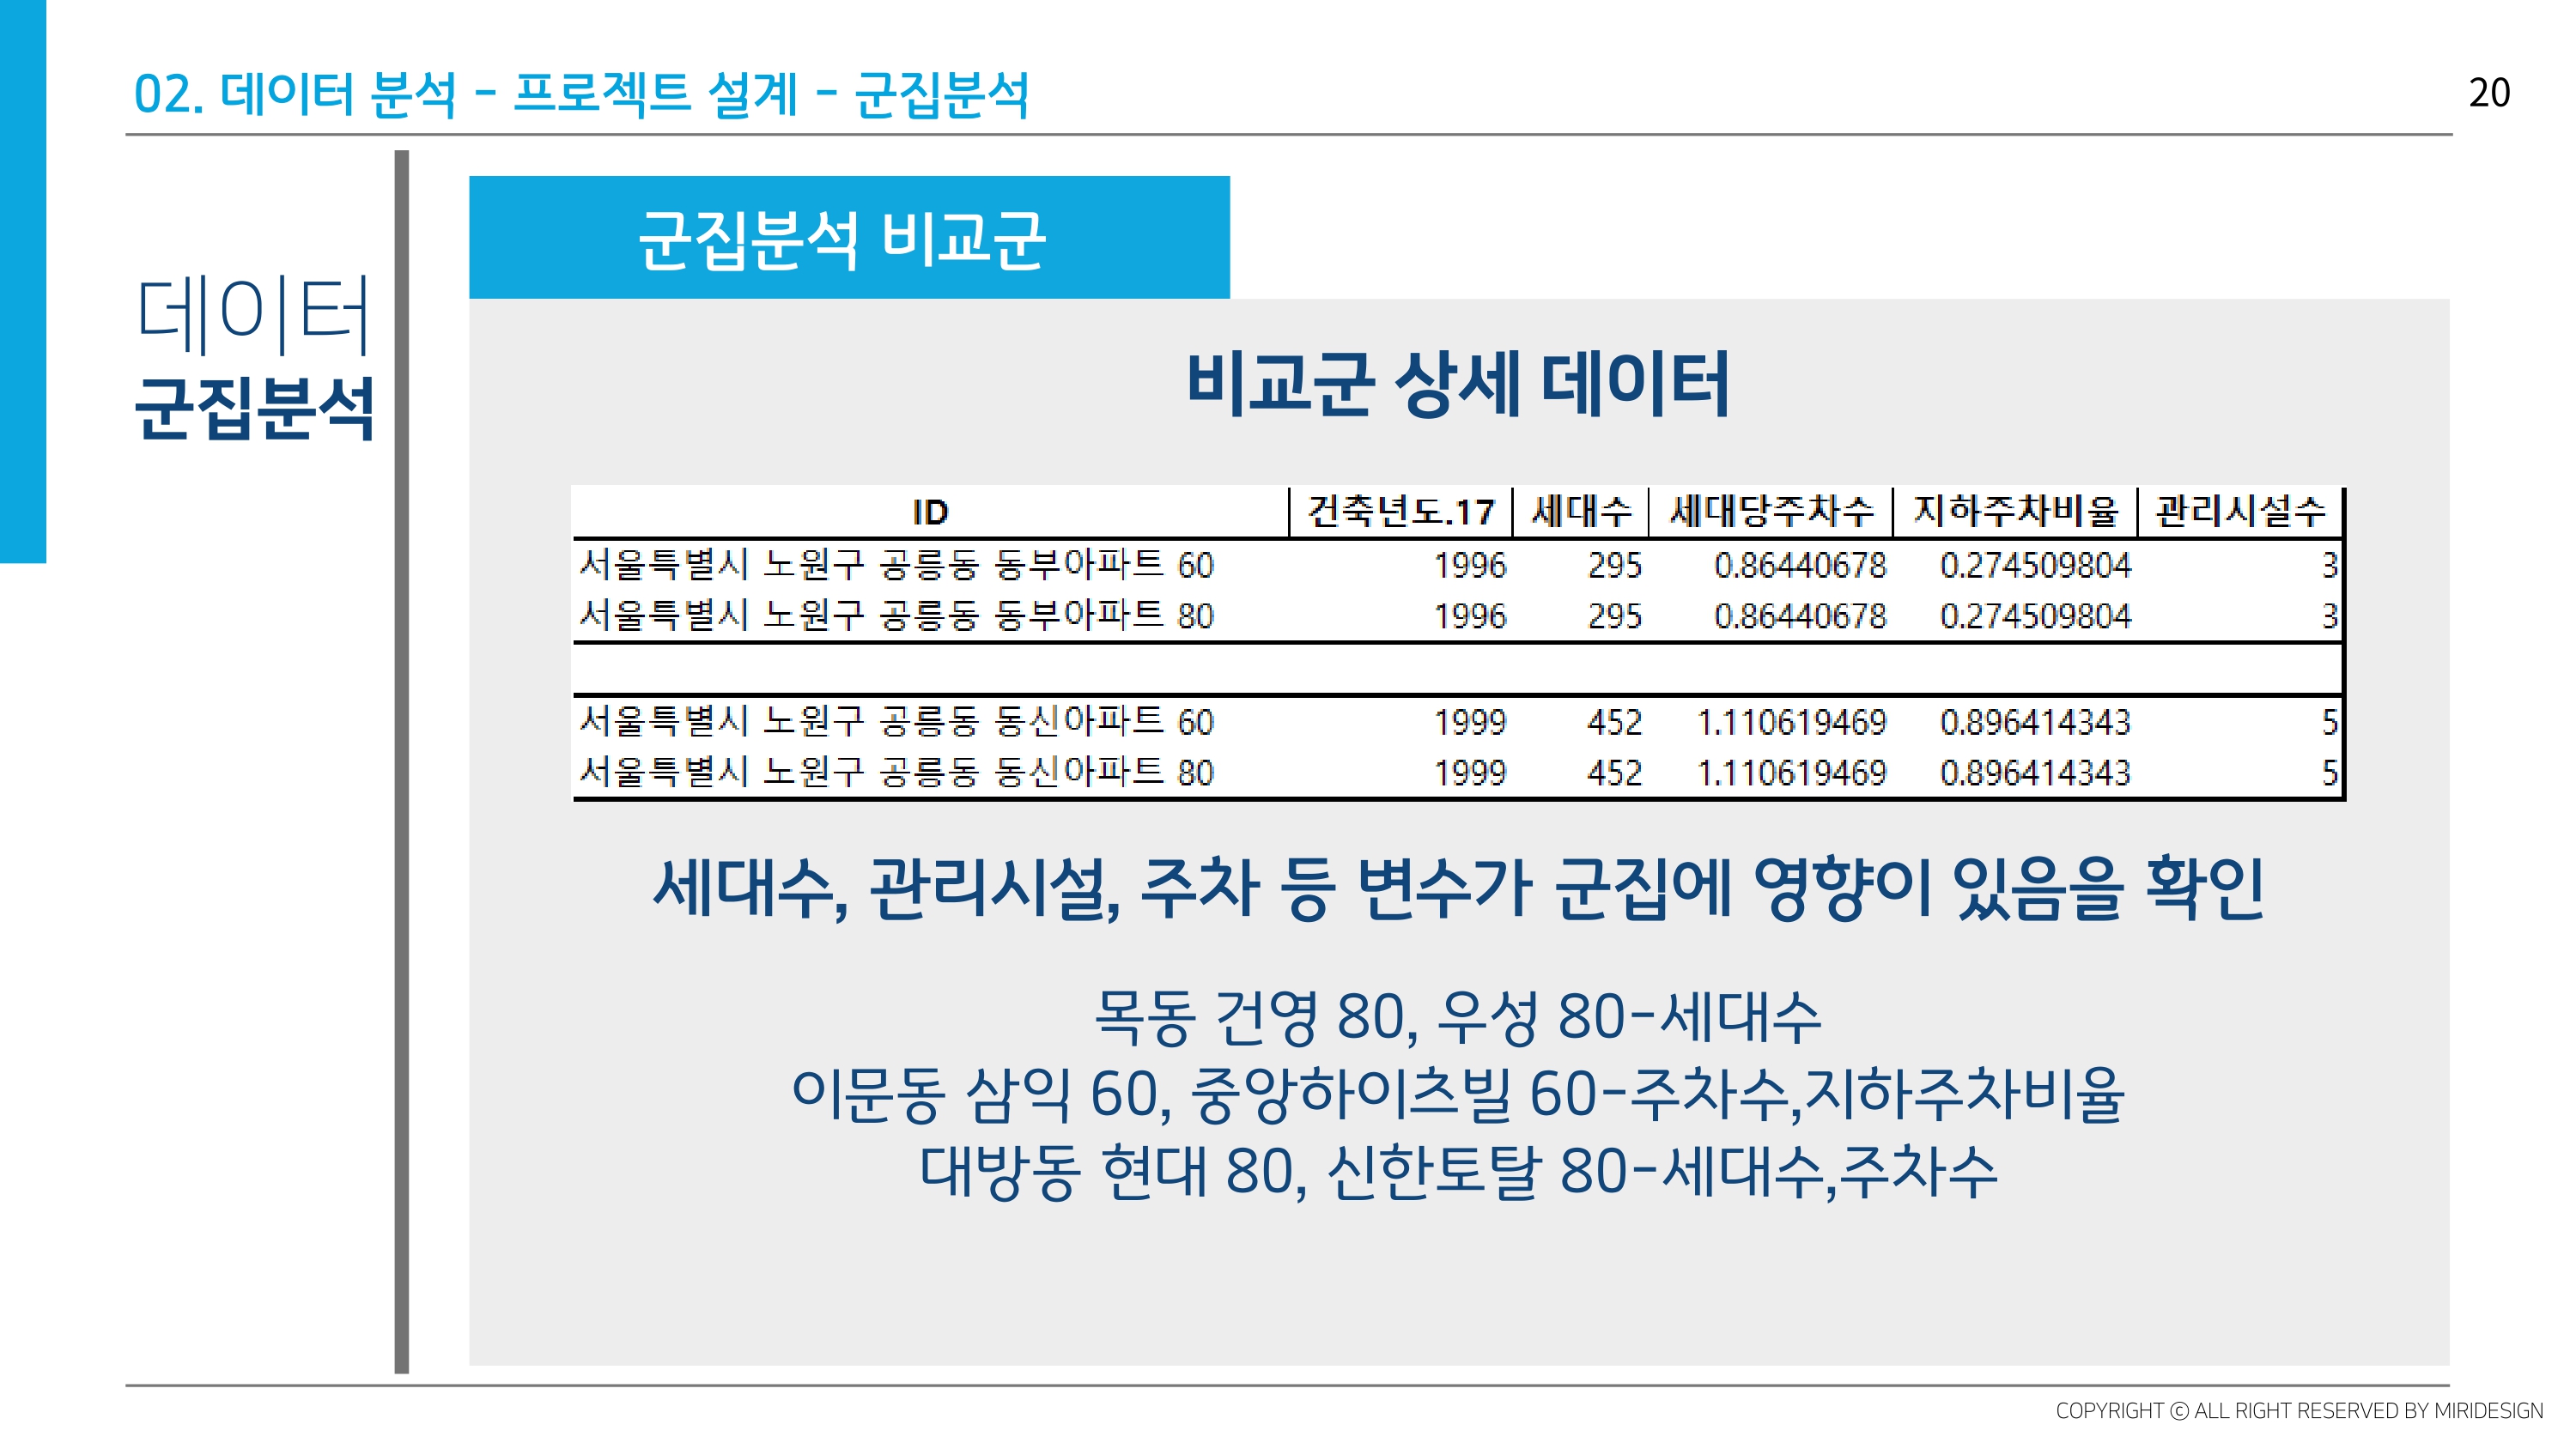 02. 데이터 분석 - 프로젝트 설계 - 군집분석
20
데이터
군집분석
군집분석 비교군
비교군 상세 데이터
ID 건축년도.17 세대수 세대당주차수 지하주차비율 관리시설수
서울특별시 노원구 공릉동 동부아파트 60 1996 295 0.86440678 0.274509804 3
서울특별시 노원구 공릉동 동부아파트 80 1996 295 0.86440678 0.274509804 3
서울특별시 노원구 공릉동 동신아파트 60 1999 452 1.110619469 0.896414343 5
서울특별시 노원구 공릉동 동신아파트 80 1999 452 1.110619469 0.896414343 5
세대수, 관리시설, 주차 등 변수가 군집에 영향이 있음을 확인
목동 건영 80, 우성 80-세대수
이문동 삼익 60, 중앙하이츠빌 60-주차수,지하주차비율
대방동 현대 80, 신한토탈 80-세대수,주차수
COPYRIGHT ⓒ ALL RIGHT RESERVED BY MIRIDESIGN